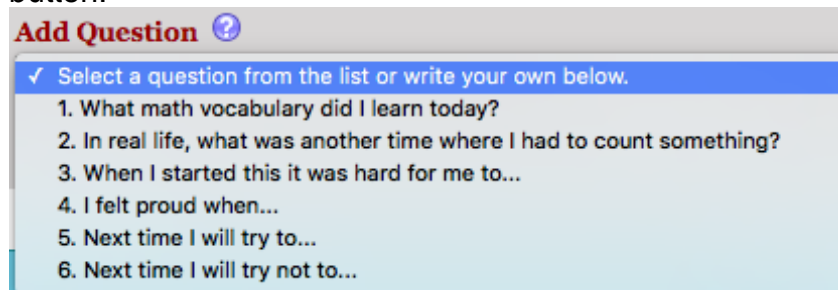 button.
Add Question ?
✓ Select a question from the list or write your own below.
1. What math vocabulary did I learn today?
2. In real life, what was another time where I had to count something?
3. When I started this it was hard for me to...
4. I felt proud when...
5. Next time I will try to...
6. Next time I will try not to...